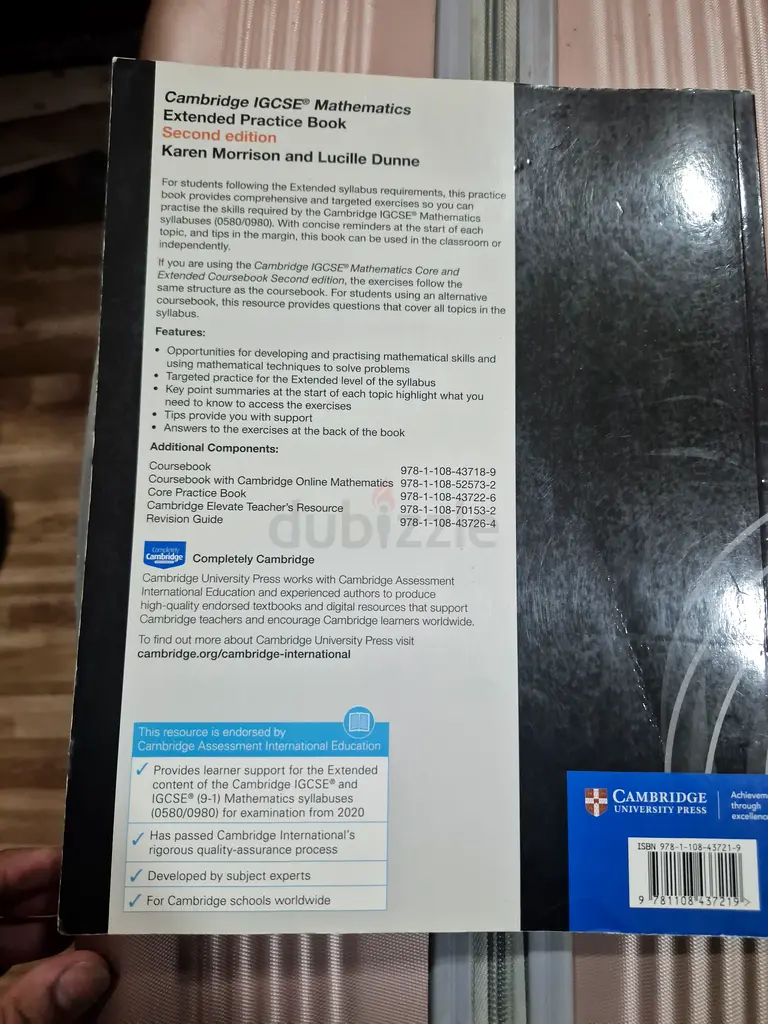 Cambridge IGCSE® Mathematics
Extended Practice Book
Second edition
Karen Morrison and Lucille Dunne
For students following the Extended syllabus requirements, this practice
book provides comprehensive and targeted exercises so you can
practise the skills required by the Cambridge IGCSE® Mathematics
syllabuses (0580/0980). With concise reminders at the start of each
topic, and tips in the margin, this book can be used in the classroom or
independently.
If you are using the Cambridge IGCSE® Mathematics Core and
Extended Coursebook Second edition, the exercises follow the
same structure as the coursebook. For students using an alternative
coursebook, this resource provides questions that cover all topics in the
syllabus.
Features:
• Opportunities for developing and practising mathematical skills and
using mathematical techniques to solve problems
• Targeted practice for the Extended level of the syllabus
• Key point summaries at the start of each topic highlight what you
need to know to access the exercises
• Tips provide you with support
• Answers to the exercises at the back of the book
Additional Components:
Coursebook 978-1-108-43718-9
Coursebook with Cambridge Online Mathematics 978-1-108-52573-2
Core Practice Book 978-1-108-43722-6
Cambridge Elevate Teacher's Resource 978-1-108-70153-2
Revision Guide 978-1-108-43726-4
dubizzle
Completely
Cambridge
Completely Cambridge
Cambridge University Press works with Cambridge Assessment
International Education and experienced authors to produce
high-quality endorsed textbooks and digital resources that support
Cambridge teachers and encourage Cambridge learners worldwide.
To find out more about Cambridge University Press visit
cambridge.org/cambridge-international
This resource is endorsed by
Cambridge Assessment International Education
✓ Provides learner support for the Extended
content of the Cambridge IGCSE® and
IGCSE® (9-1) Mathematics syllabuses
(0580/0980) for examination from 2020
✓ Has passed Cambridge International's
rigorous quality-assurance process
✓ Developed by subject experts
✓ For Cambridge schools worldwide
CAMBRIDGE
UNIVERSITY PRESS
Achievem
through
excellenc
ISBN 978-1-108-43721-9
9 781108 437219 >